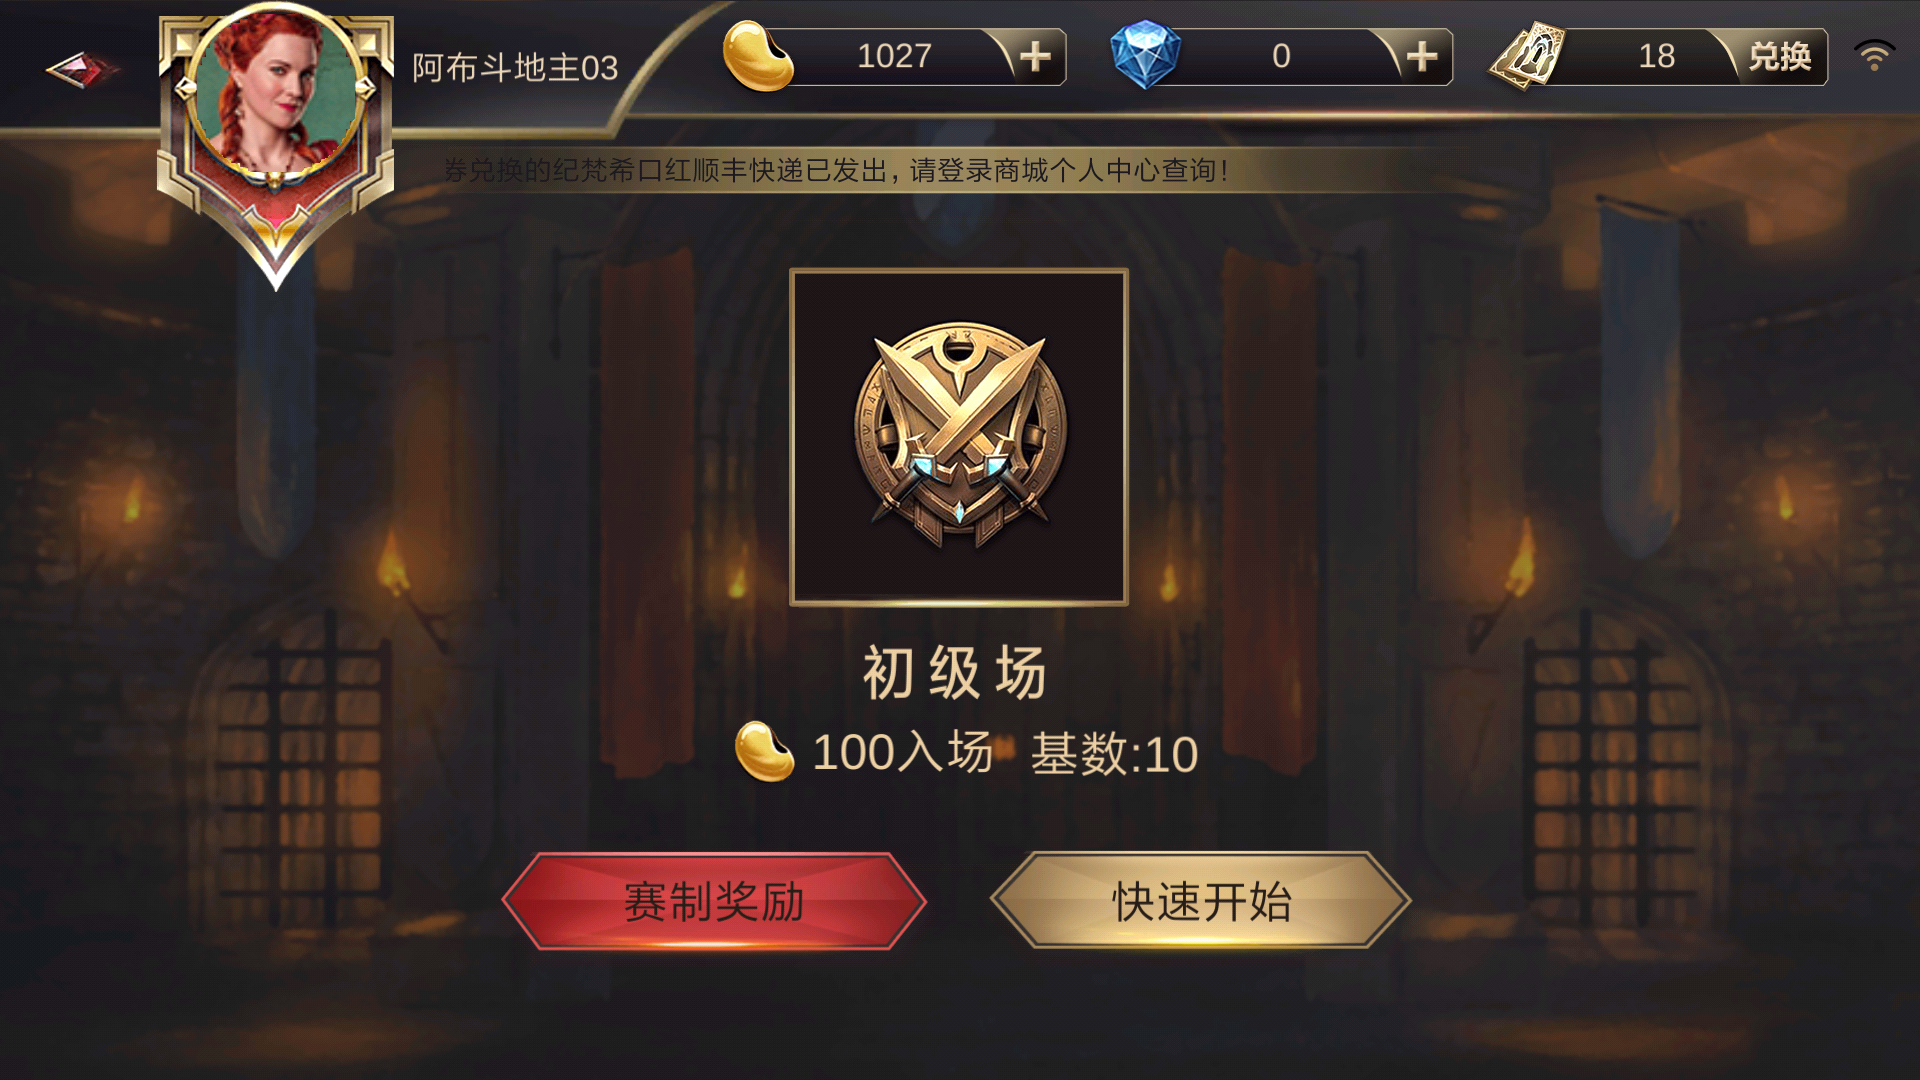 阿布斗地主03
1027
0
18
兑换
券兑换的纪梵希口红顺丰快递已发出，请登录商城个人中心查询！
初级场
100入场 基数:10
赛制奖励
快速开始